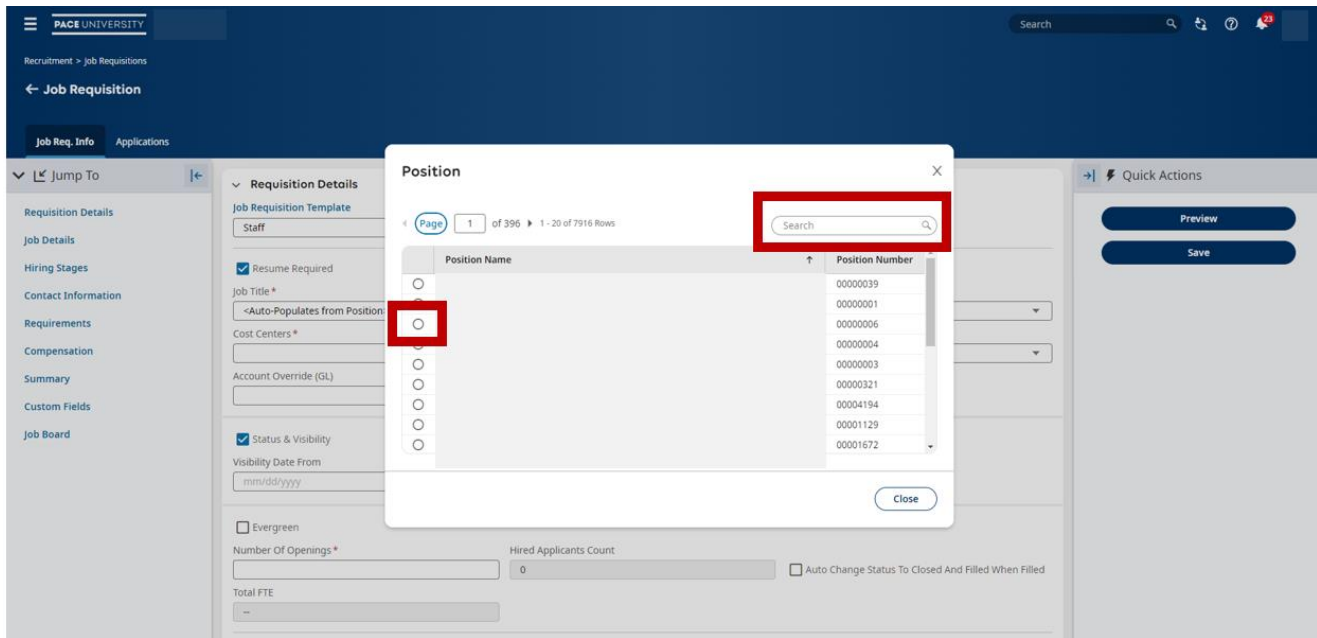 PACE UNIVERSITY
Search
23
Recruitment > Job Requisitions
← Job Requisition
Job Req. Info
Applications
Jump To
Requisition Details
Job Details
Hiring Stages
Contact Information
Requirements
Compensation
Summary
Custom Fields
Job Board
Requisition Details
Job Requisition Template
Staff
Resume Required
Job Title *
<Auto-Populates from Position
Cost Centers *
Account Override (GL)
Status & Visibility
Visibility Date From
mm/dd/yyyy
Evergreen
Number Of Openings *
Hired Applicants Count
0
Auto Change Status To Closed And Filled When Filled
Total FTE
--
Position
X
Page 1 of 396 1 - 20 of 7916 Rows
Search
Position Name ↑ Position Number
00000039
00000001
00000006
00000004
00000003
00000321
00004194
00001129
00001672
Close
Quick Actions
Preview
Save